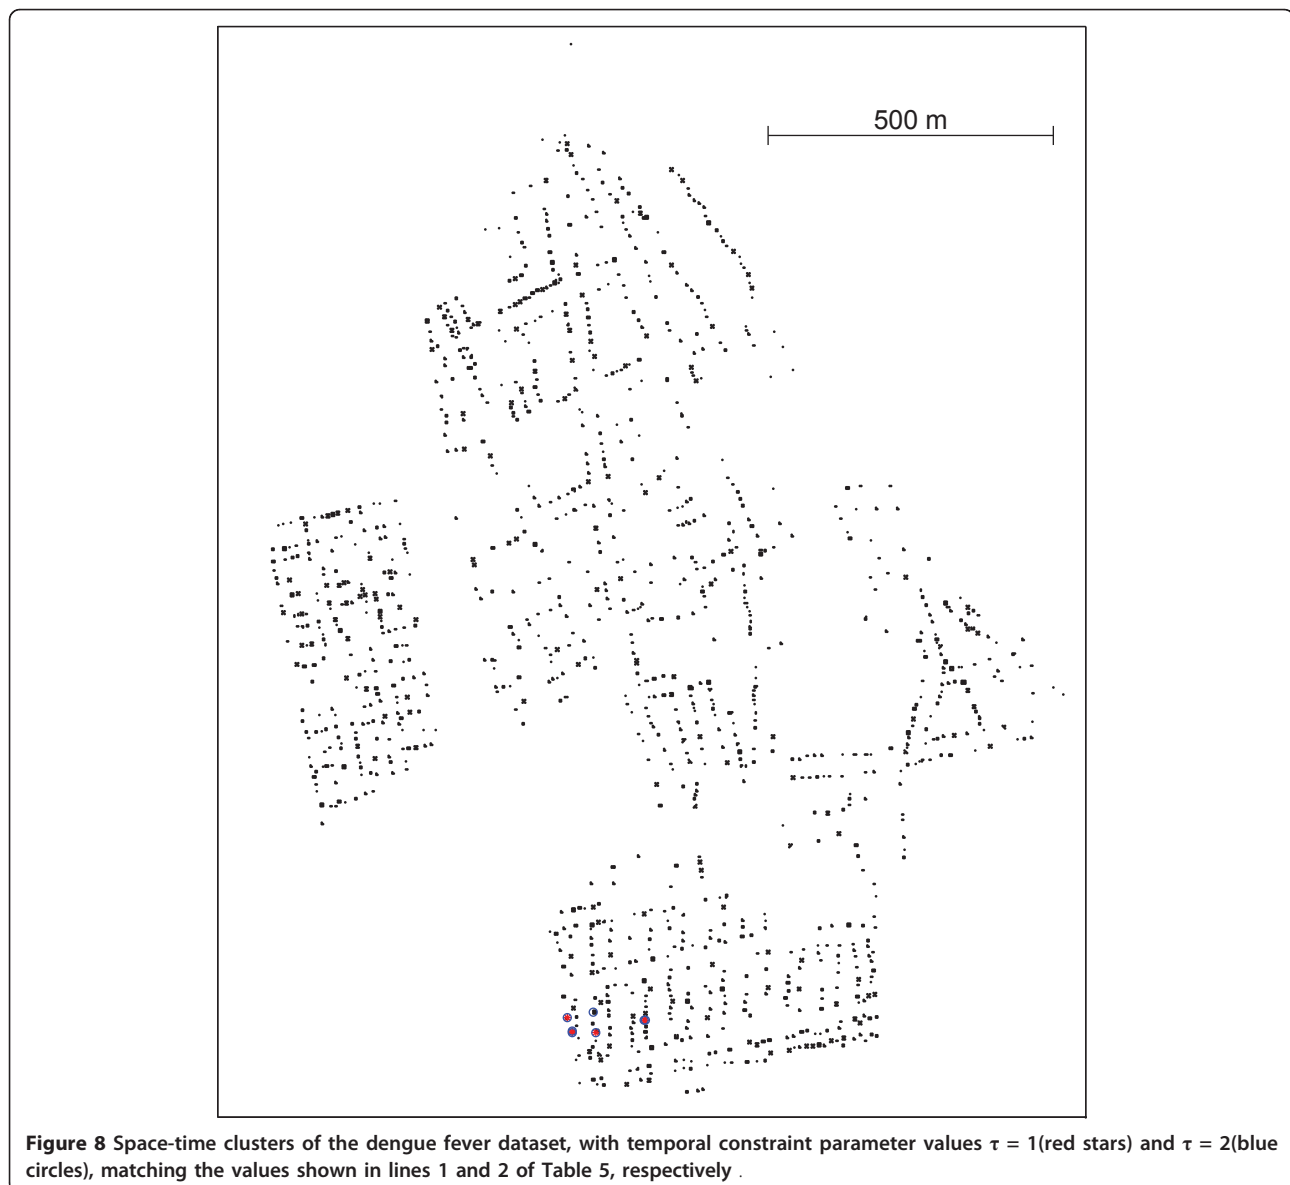 500 m
Figure 8 Space-time clusters of the dengue fever dataset, with temporal constraint parameter values τ = 1(red stars) and τ = 2(blue
circles), matching the values shown in lines 1 and 2 of Table 5, respectively .